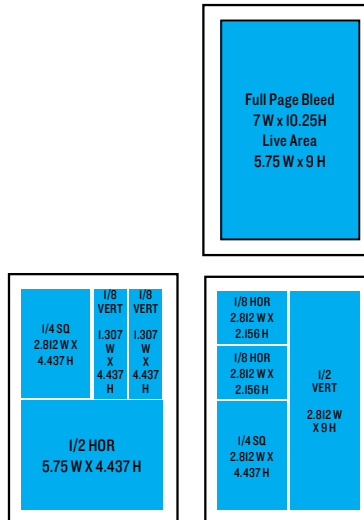 Full Page Bleed
7 W x 10.25H
Live Area
5.75 W x 9 H
1/4 SQ
2.812 W X
4.437 H
1/8
VERT
1.307
W
X
4.437
H
1/8
VERT
1.307
W
X
4.437
H
1/2 HOR
5.75 W X 4.437 H
1/8 HOR
2.812 W X
2.156 H
1/8 HOR
2.812 W X
2.156 H
1/4 SQ
2.812 W X
4.437 H
1/2
VERT
2.812 W
X 9 H